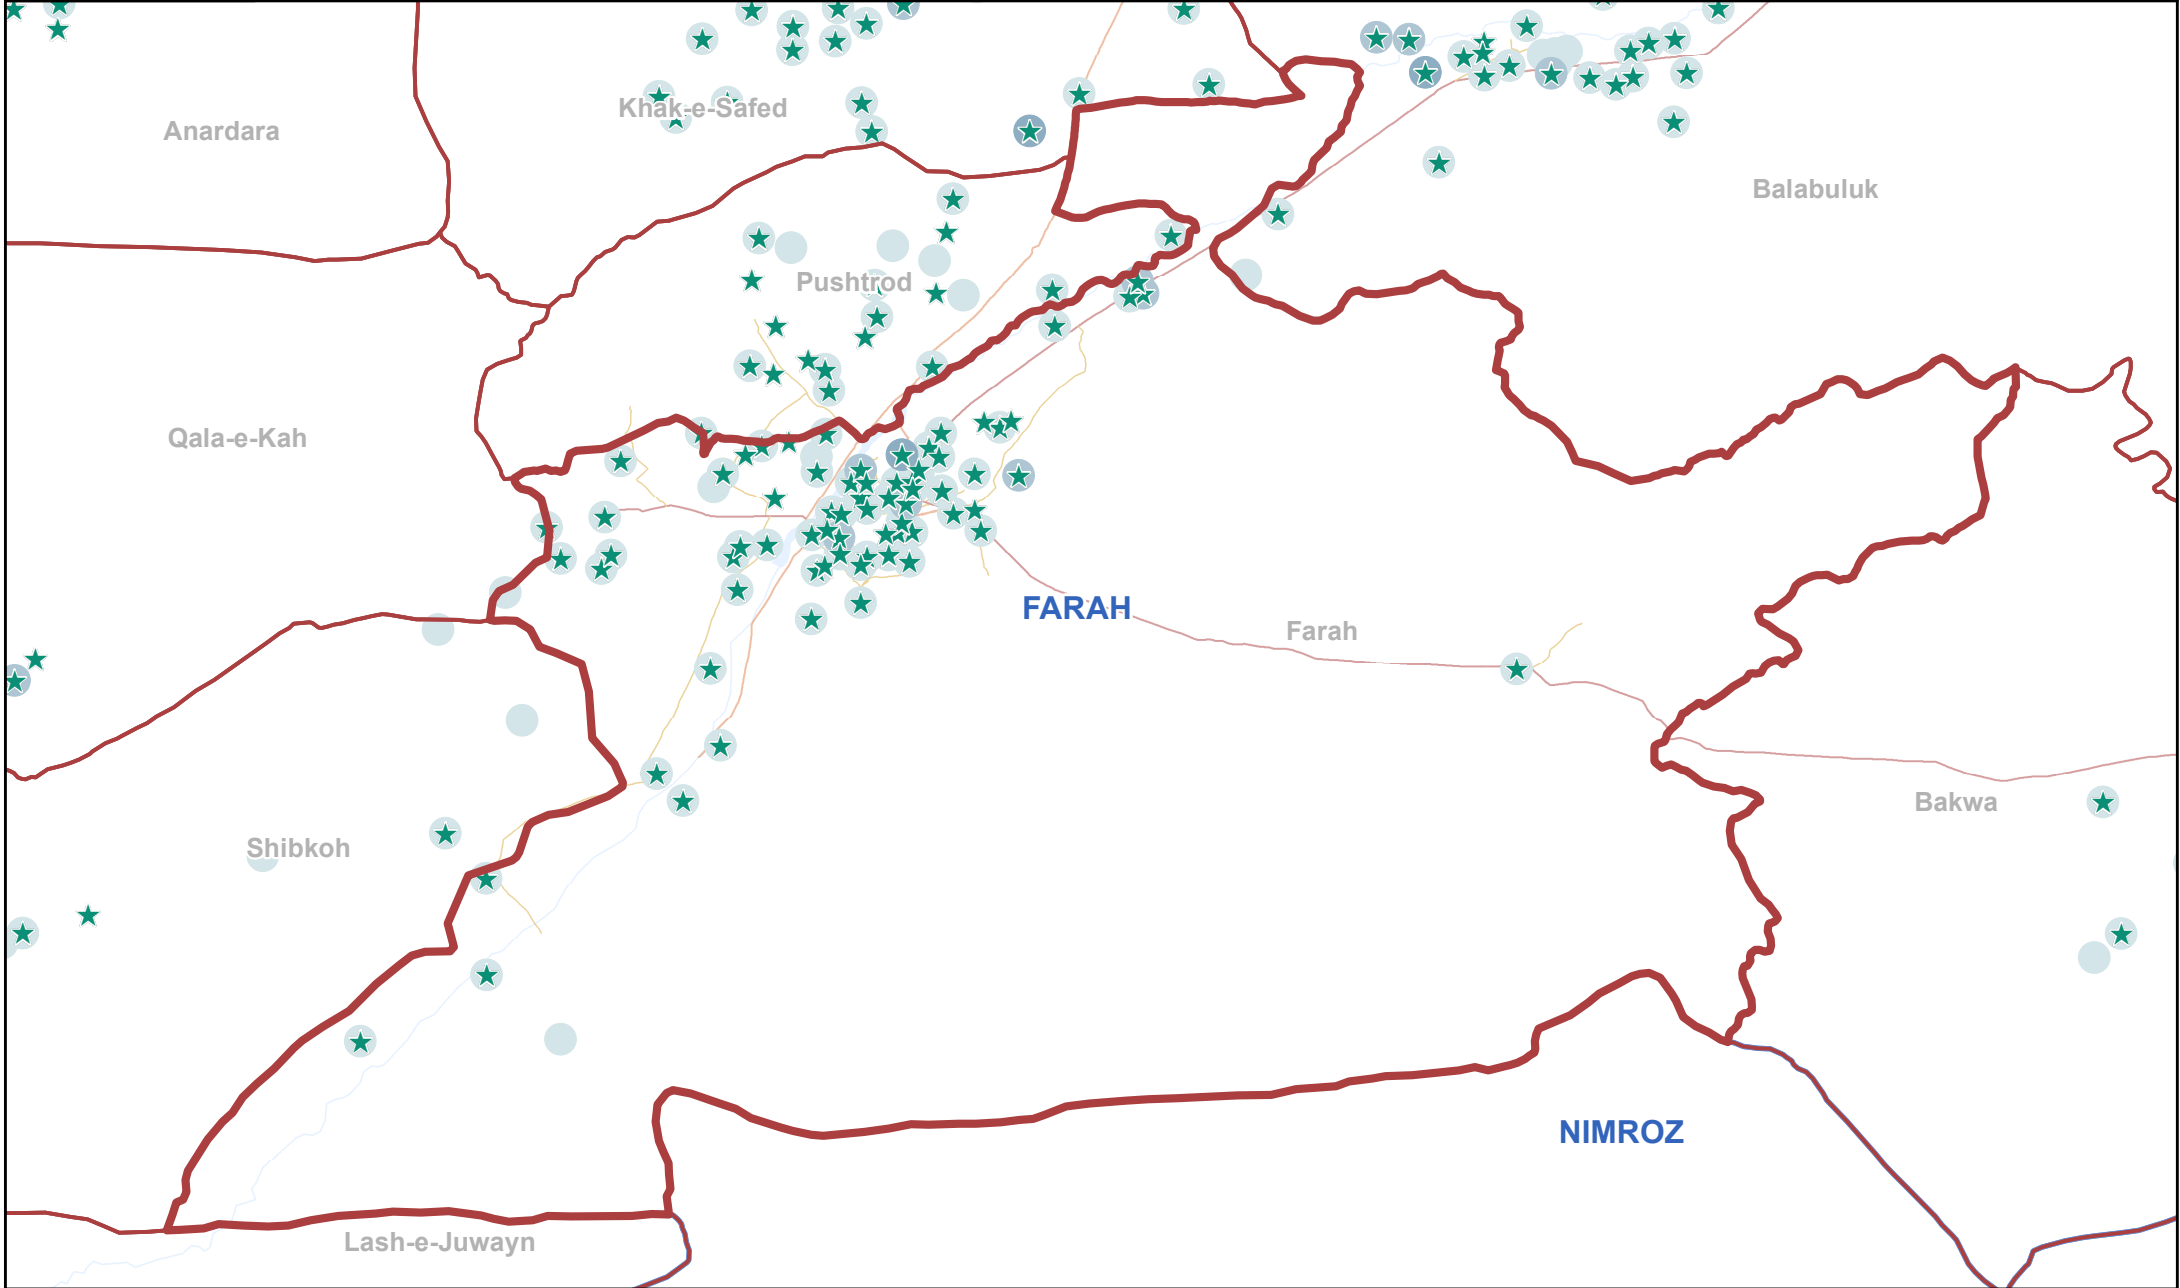 Khak-e-Safed
Anardara
Balabuluk
Pushtrod
Qala-e-Kah
FARAH
Farah
Bakwa
Shibkoh
NIMROZ
Lash-e-Juwayn